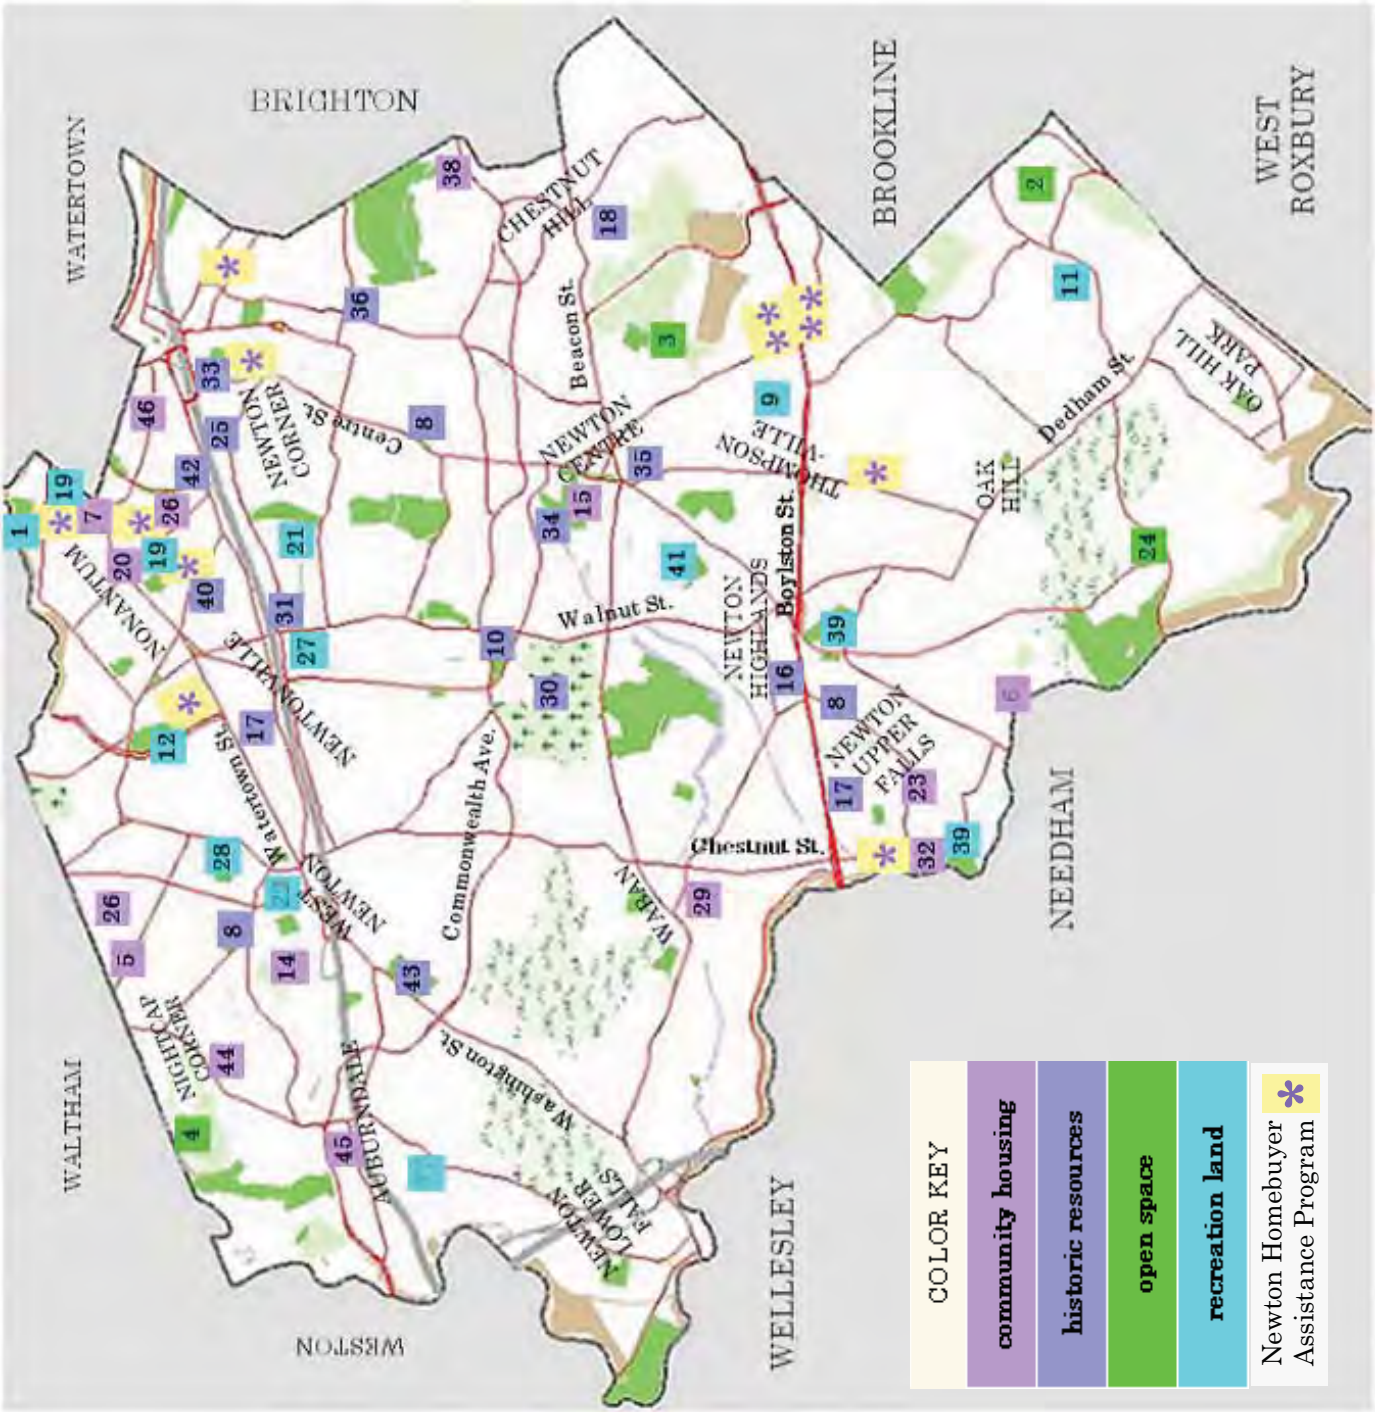 BRIGHTON
WATERTOWN
BROOKLINE
WEST
ROXBURY
38
CHESTNUT
HILL
18
2
11
36
Beacon St.
3
33
NEWTON
CORNER
Centre St.
46
25
8
9
NEWTON
CENTRE
THOMPSON
-VILLE
35
OAK HILL
PARK
Dedham St.
OAK
HILL
42
19
1
7
26
20
19
NONANTUM
40
21
31
27
15
34
41
Walnut St.
NEWTON
HIGHLANDS
Boylston St.
24
39
10
30
16
8
6
12
17
NEWTONVILLE
Watertown St.
Commonwealth Ave.
NEWTON
UPPER
FALLS
17
23
39
32
Chestnut St.
NEEDHAM
28
22
WEST
NEWTON
26
5
8
14
43
WABAN
29
NIGHTCAP
CORNER
44
4
WALTHAM
AUBURNDALE
45
Washington St.
NEWTON
LOWER
FALLS
WELLESLEY
WESTON
COLOR KEY
community housing
historic resources
open space
recreation land
Newton Homebuyer
Assistance Program